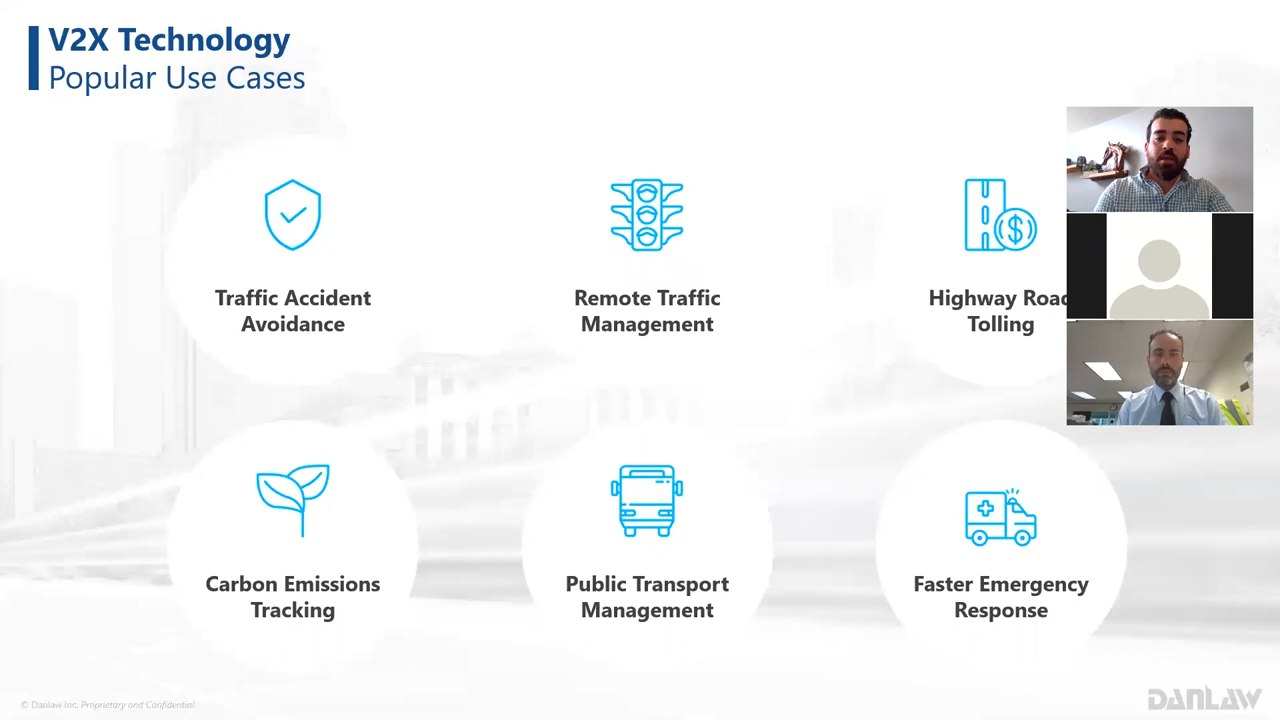 V2X Technology
Popular Use Cases
Traffic Accident
Avoidance
Remote Traffic
Management
Highway Road
Tolling
Carbon Emissions
Tracking
Public Transport
Management
Faster Emergency
Response
© Danlaw Inc. Proprietary and Confidential
DANLAW